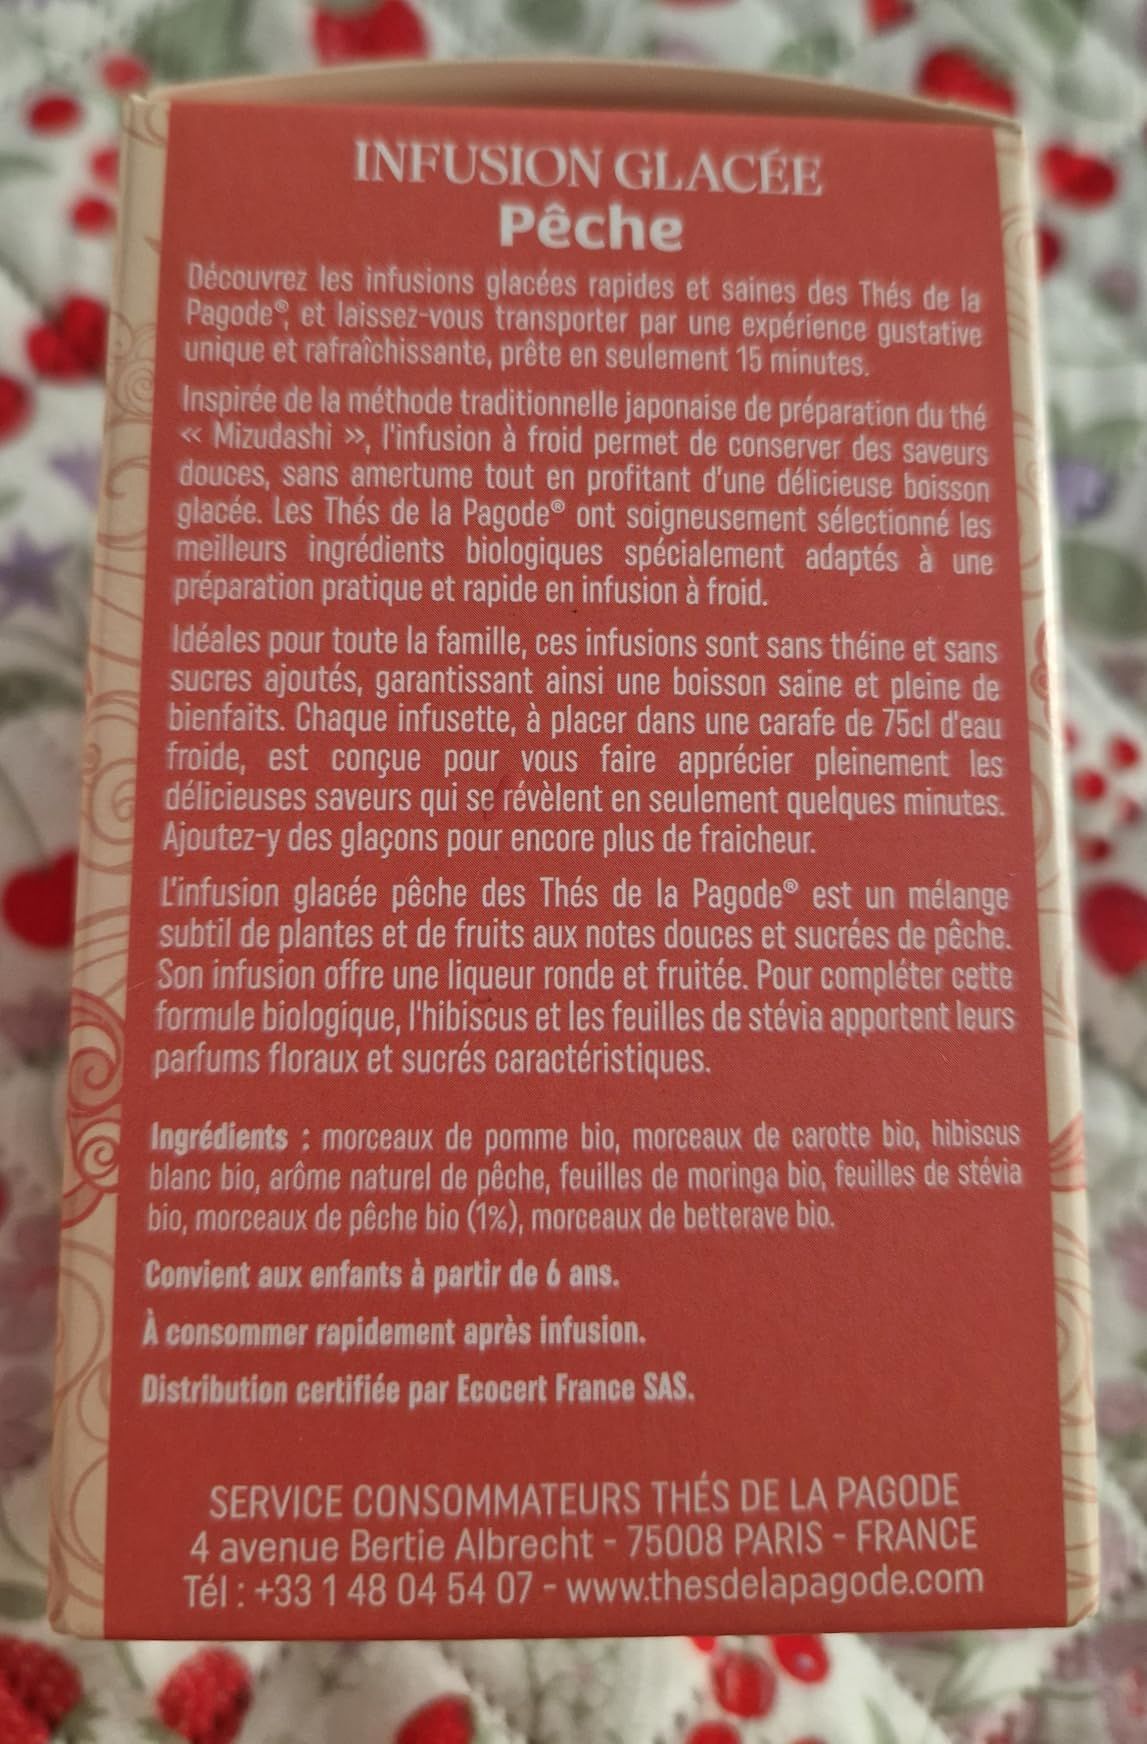 INFUSION GLACÉE
Pêche
Découvrez les infusions glacées rapides et saines des Thés de la
Pagode®, et laissez-vous transporter par une expérience gustative
unique et rafraîchissante, prête en seulement 15 minutes.
Inspirée de la méthode traditionnelle japonaise de préparation du thé
« Mizudashi », l'infusion à froid permet de conserver des saveurs
douces, sans amertume tout en profitant d'une délicieuse boisson
glacée. Les Thés de la Pagode® ont soigneusement sélectionné les
meilleurs ingrédients biologiques spécialement adaptés à une
préparation pratique et rapide en infusion à froid.
Idéales pour toute la famille, ces infusions sont sans théine et sans
sucres ajoutés, garantissant ainsi une boisson saine et pleine de
bienfaits. Chaque infusette, à placer dans une carafe de 75cl d'eau
froide, est conçue pour vous faire apprécier pleinement les
délicieuses saveurs qui se révèlent en seulement quelques minutes.
Ajoutez-y des glaçons pour encore plus de fraicheur.
L'infusion glacée pêche des Thés de la Pagode® est un mélange
subtil de plantes et de fruits aux notes douces et sucrées de pêche.
Son infusion offre une liqueur ronde et fruitée. Pour compléter cette
formule biologique, l'hibiscus et les feuilles de stévia apportent leurs
parfums floraux et sucrés caractéristiques.
Ingrédients : morceaux de pomme bio, morceaux de carotte bio, hibiscus
blanc bio, arôme naturel de pêche, feuilles de moringa bio, feuilles de stévia
bio, morceaux de pêche bio (1%), morceaux de betterave bio.
Convient aux enfants à partir de 6 ans.
À consommer rapidement après infusion.
Distribution certifiée par Ecocert France SAS.
SERVICE CONSOMMATEURS THÉS DE LA PAGODE
4 avenue Bertie Albrecht - 75008 PARIS - FRANCE
Tél : +33 1 48 04 54 07 - www.thesdelapagode.com